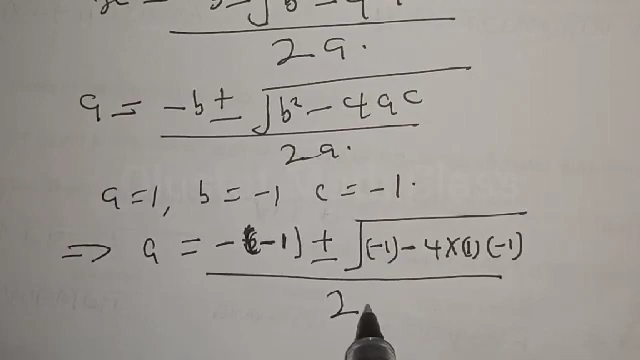 2a.
a = -b ± √b² - 4ac
2a.
a = 1, b = -1 c = -1.
⇒ a = -(-1) ± √(-1) - 4×(1)(-1)
2